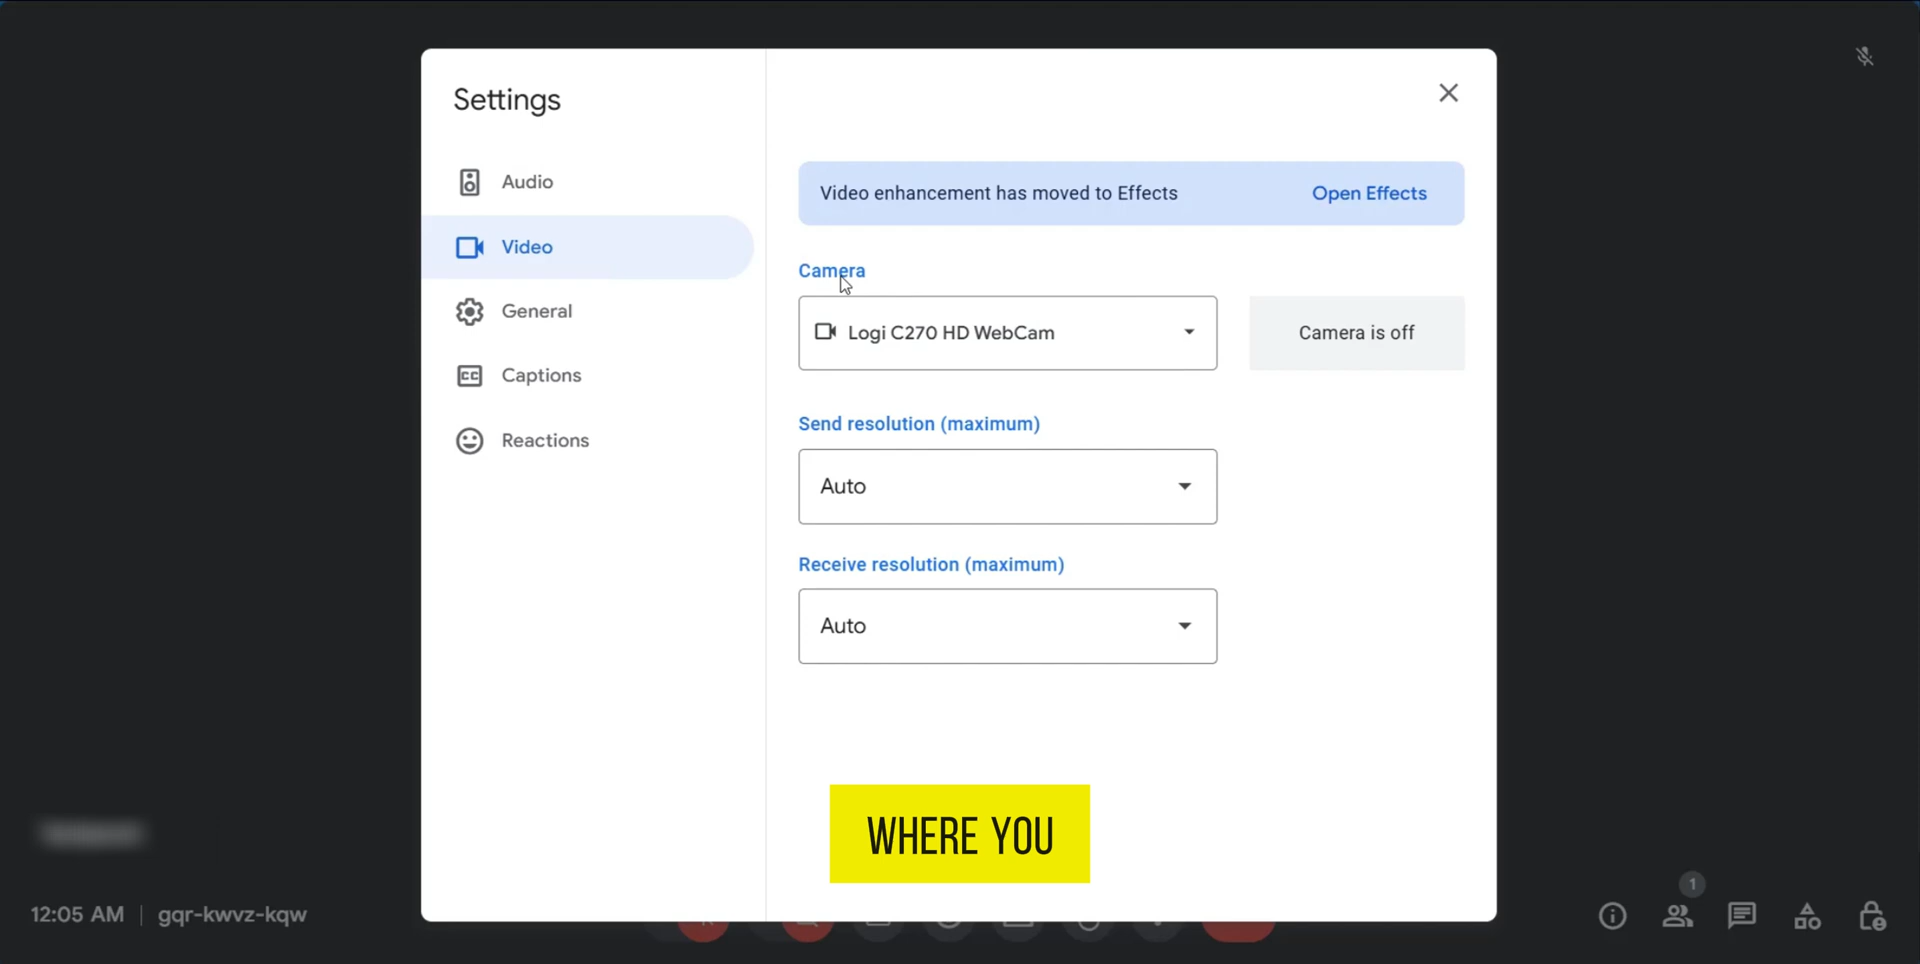 Settings
Audio
Video
General
Captions
Reactions
Video enhancement has moved to Effects
Open Effects
Camera
Logi C270 HD WebCam
Camera is off
Send resolution (maximum)
Auto
Receive resolution (maximum)
Auto
WHERE YOU
12:05 AM | gqr-kwvz-kqw
1